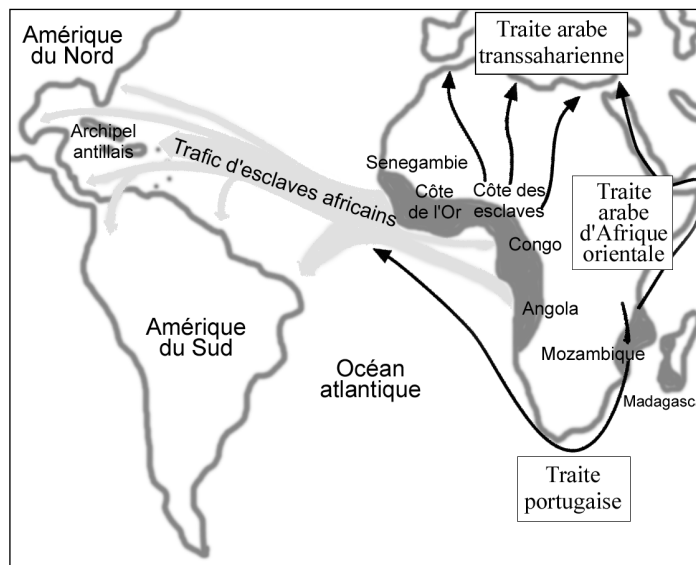 Amérique
du Nord
Traite arabe
transsaharienne
Archipel
antillais
Trafic d'esclaves africains
Senegambie
Côte
de l'Or
Côte des
esclaves
Traite
arabe
d'Afrique
orientale
Congo
Angola
Amérique
du Sud
Océan
atlantique
Mozambique
Madagasc
Traite
portugaise